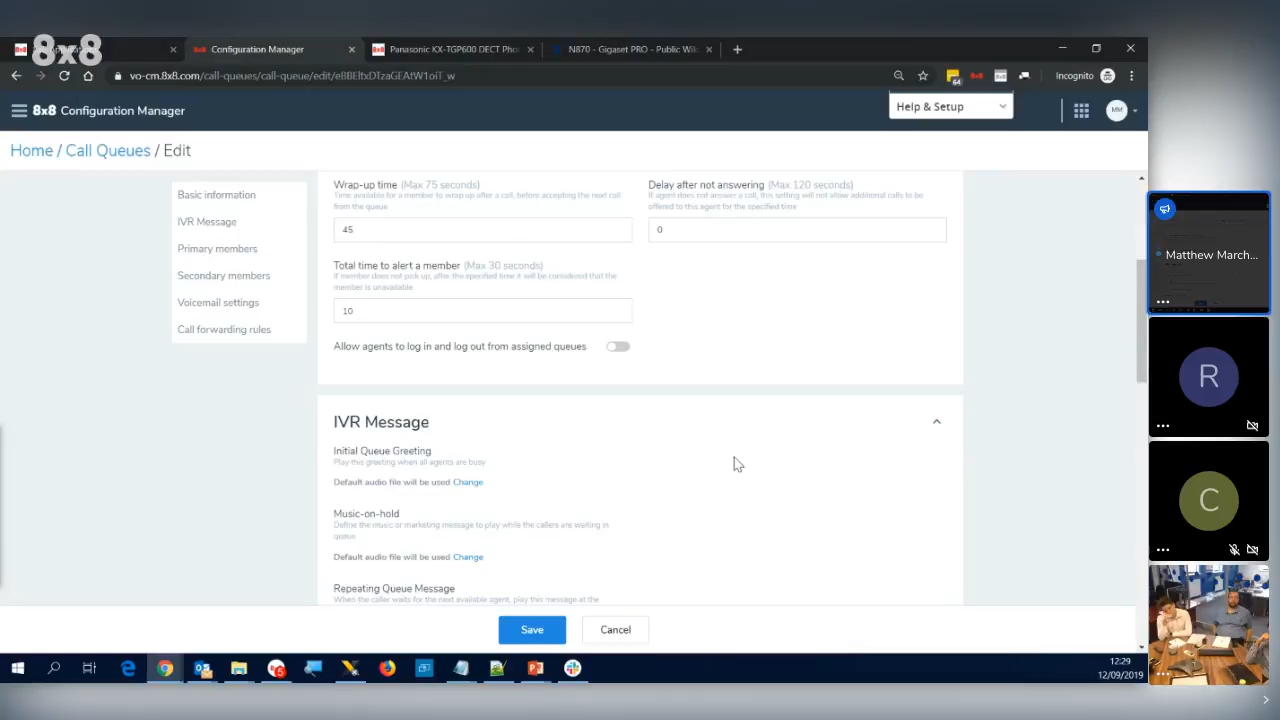 8x8
Configuration Manager
Panasonic KX-TGP600 DECT Pho
N870 - Gigaset PRO - Public Wik
vo-cm.8x8.com/call-queues/call-queue/edit/eBBEltxDTzaGEAtW1oiT_w
64
Incognito
8x8 Configuration Manager
Help & Setup
MM
Home / Call Queues / Edit
Basic information
IVR Message
Primary members
Secondary members
Voicemail settings
Call forwarding rules
Wrap-up time (Max 75 seconds)
Time available for a member to wrap up after a call, before accepting the next call
from the queue
45
Delay after not answering (Max 120 seconds)
If agent does not answer a call, this setting will not allow additional calls to be
offered to this agent for the specified time
0
Total time to alert a member (Max 30 seconds)
If member does not pick up, after the specified time it will be considered that the
member is unavailable
10
Allow agents to log in and log out from assigned queues
IVR Message
Initial Queue Greeting
Play this greeting when all agents are busy
Default audio file will be used Change
Music-on-hold
Define the music or marketing message to play while the callers are waiting in
queue
Default audio file will be used Change
Repeating Queue Message
When the caller waits for the next available agent, play this message at the
Save
Cancel
12:29
12/09/2019
Matthew March...
R
C